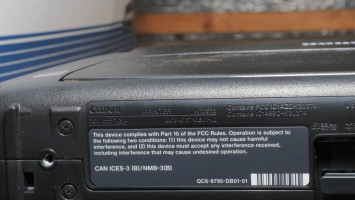 Canon
This device complies with Part 15 of the FCC Rules. Operation is subject to
the following two conditions: (1) this device may not cause harmful
interference, and (2) this device must accept any interference received,
including interference that may cause undesired operation.
CAN ICES-3 (B)/NMB-3(B)
QC6-8795-DB01-01